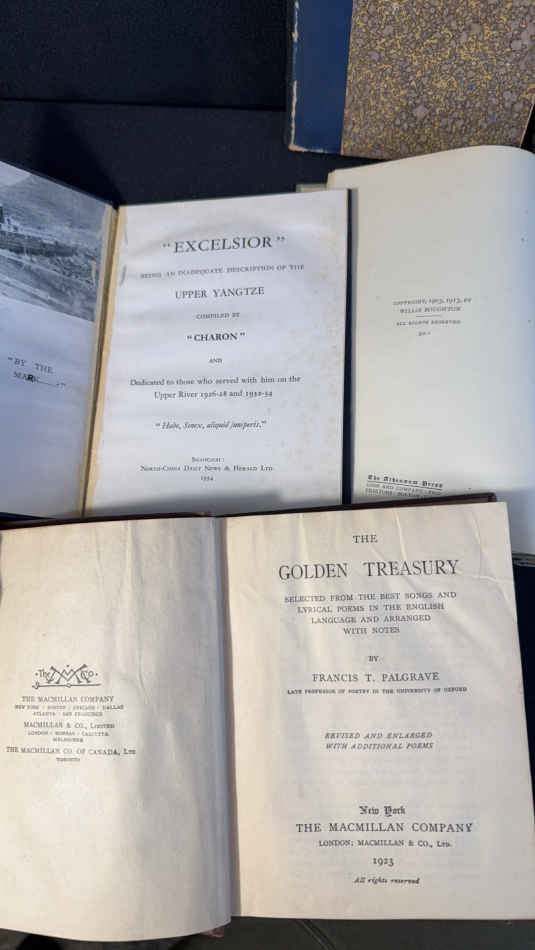 "EXCELSIOR"
BEING AN INADEQUATE DESCRIPTION OF THE
UPPER YANGTZE
COMPILED BY
"CHARON"
AND
Dedicated to those who served with him on the
Upper River 1926-28 and 1932-34
SHANGHAI:
NORTH-CHINA DAILY NEWS & HERALD LTD.
1934
"BY THE
COPYRIGHT, 1903, 1913, BY
WILLIS BOUGHTON
ALL RIGHTS RESERVED
The Athenæum Press
THE MACMILLAN COMPANY
NEW YORK · BOSTON · CHICAGO · DALLAS
ATLANTA · SAN FRANCISCO
MACMILLAN & CO., LIMITED
LONDON · BOMBAY · CALCUTTA
MELBOURNE
THE MACMILLAN CO. OF CANADA, LTD
TORONTO
THE
GOLDEN TREASURY
SELECTED FROM THE BEST SONGS AND
LYRICAL POEMS IN THE ENGLISH
LANGUAGE AND ARRANGED
WITH NOTES
BY
FRANCIS T. PALGRAVE
LATE PROFESSOR OF POETRY IN THE UNIVERSITY OF OXFORD
REVISED AND ENLARGED
WITH ADDITIONAL POEMS
New York
THE MACMILLAN COMPANY
LONDON: MACMILLAN & CO., LTD.
1923
All rights reserved